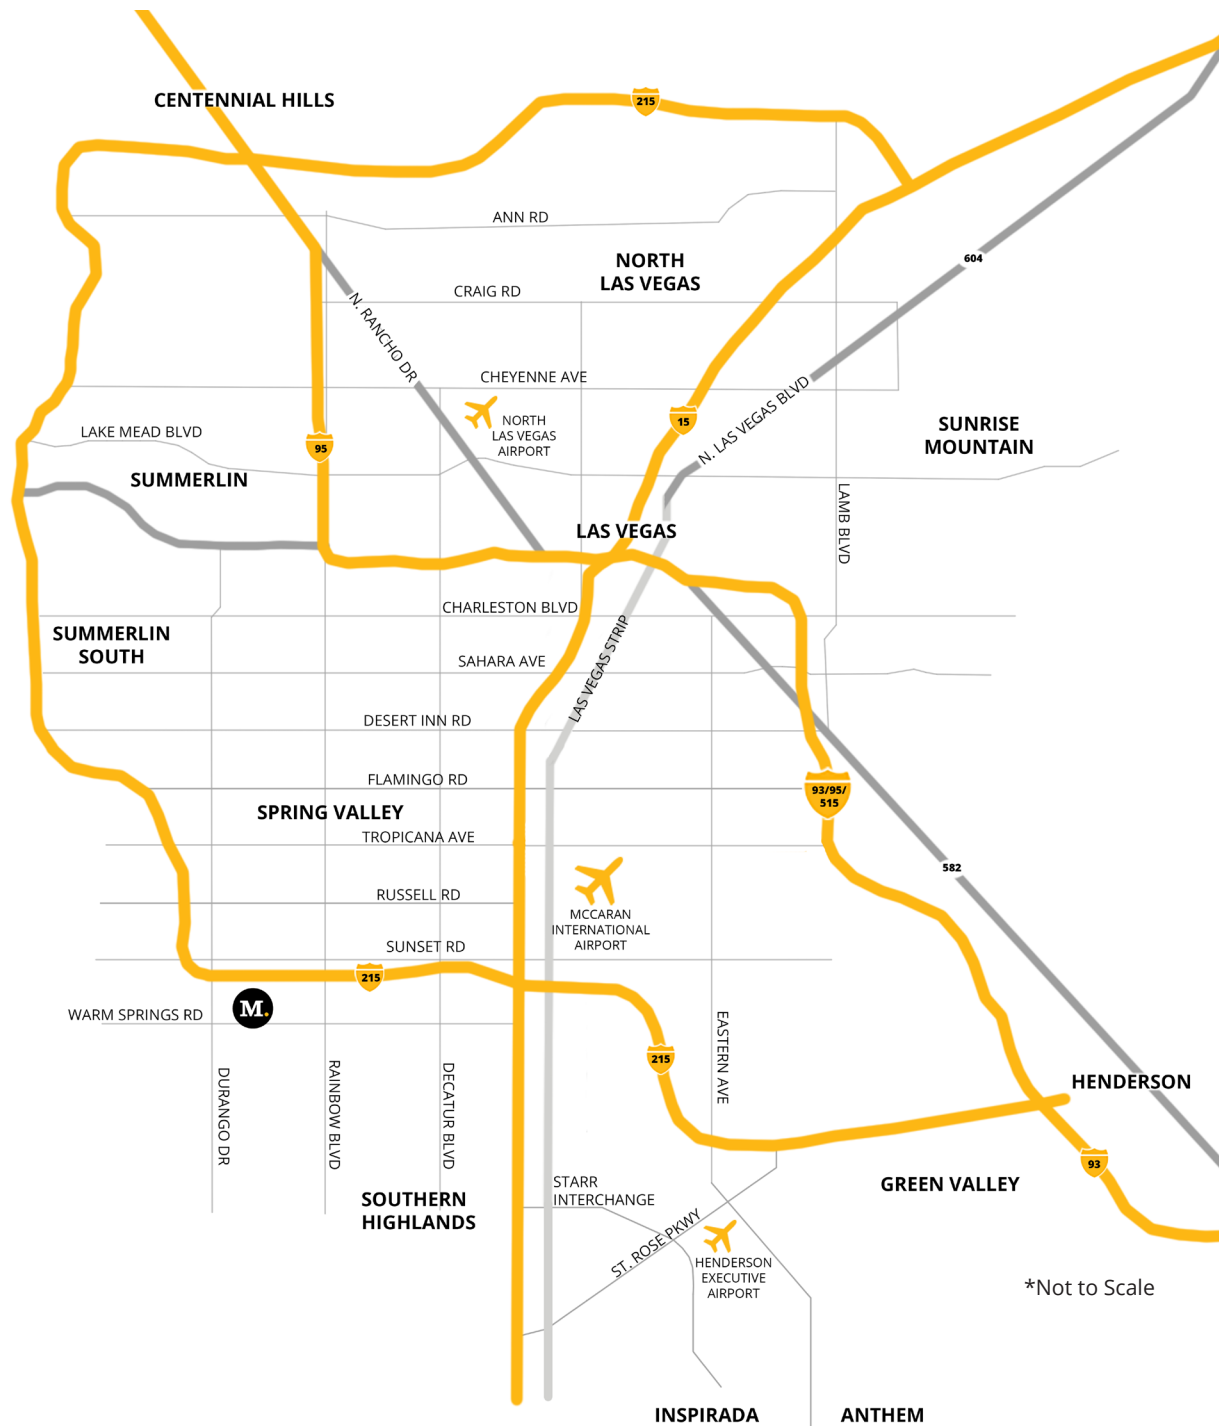 CENTENNIAL HILLS
215
ANN RD
NORTH
LAS VEGAS
604
CRAIG RD
N. RANCHO DR
CHEYENNE AVE
NORTH
LAS VEGAS
AIRPORT
15
N. LAS VEGAS BLVD
SUNRISE
MOUNTAIN
LAKE MEAD BLVD
95
SUMMERLIN
LAMB BLVD
LAS VEGAS
CHARLESTON BLVD
SUMMERLIN
SOUTH
SAHARA AVE
LAS VEGAS STRIP
DESERT INN RD
FLAMINGO RD
93/95/
515
SPRING VALLEY
TROPICANA AVE
582
RUSSELL RD
MCCARAN
INTERNATIONAL
AIRPORT
SUNSET RD
215
M.
WARM SPRINGS RD
EASTERN AVE
215
DURANGO DR
RAINBOW BLVD
DECATUR BLVD
HENDERSON
93
SOUTHERN
HIGHLANDS
STARR
INTERCHANGE
GREEN VALLEY
ST. ROSE PKWY
HENDERSON
EXECUTIVE
AIRPORT
*Not to Scale
INSPIRADA
ANTHEM